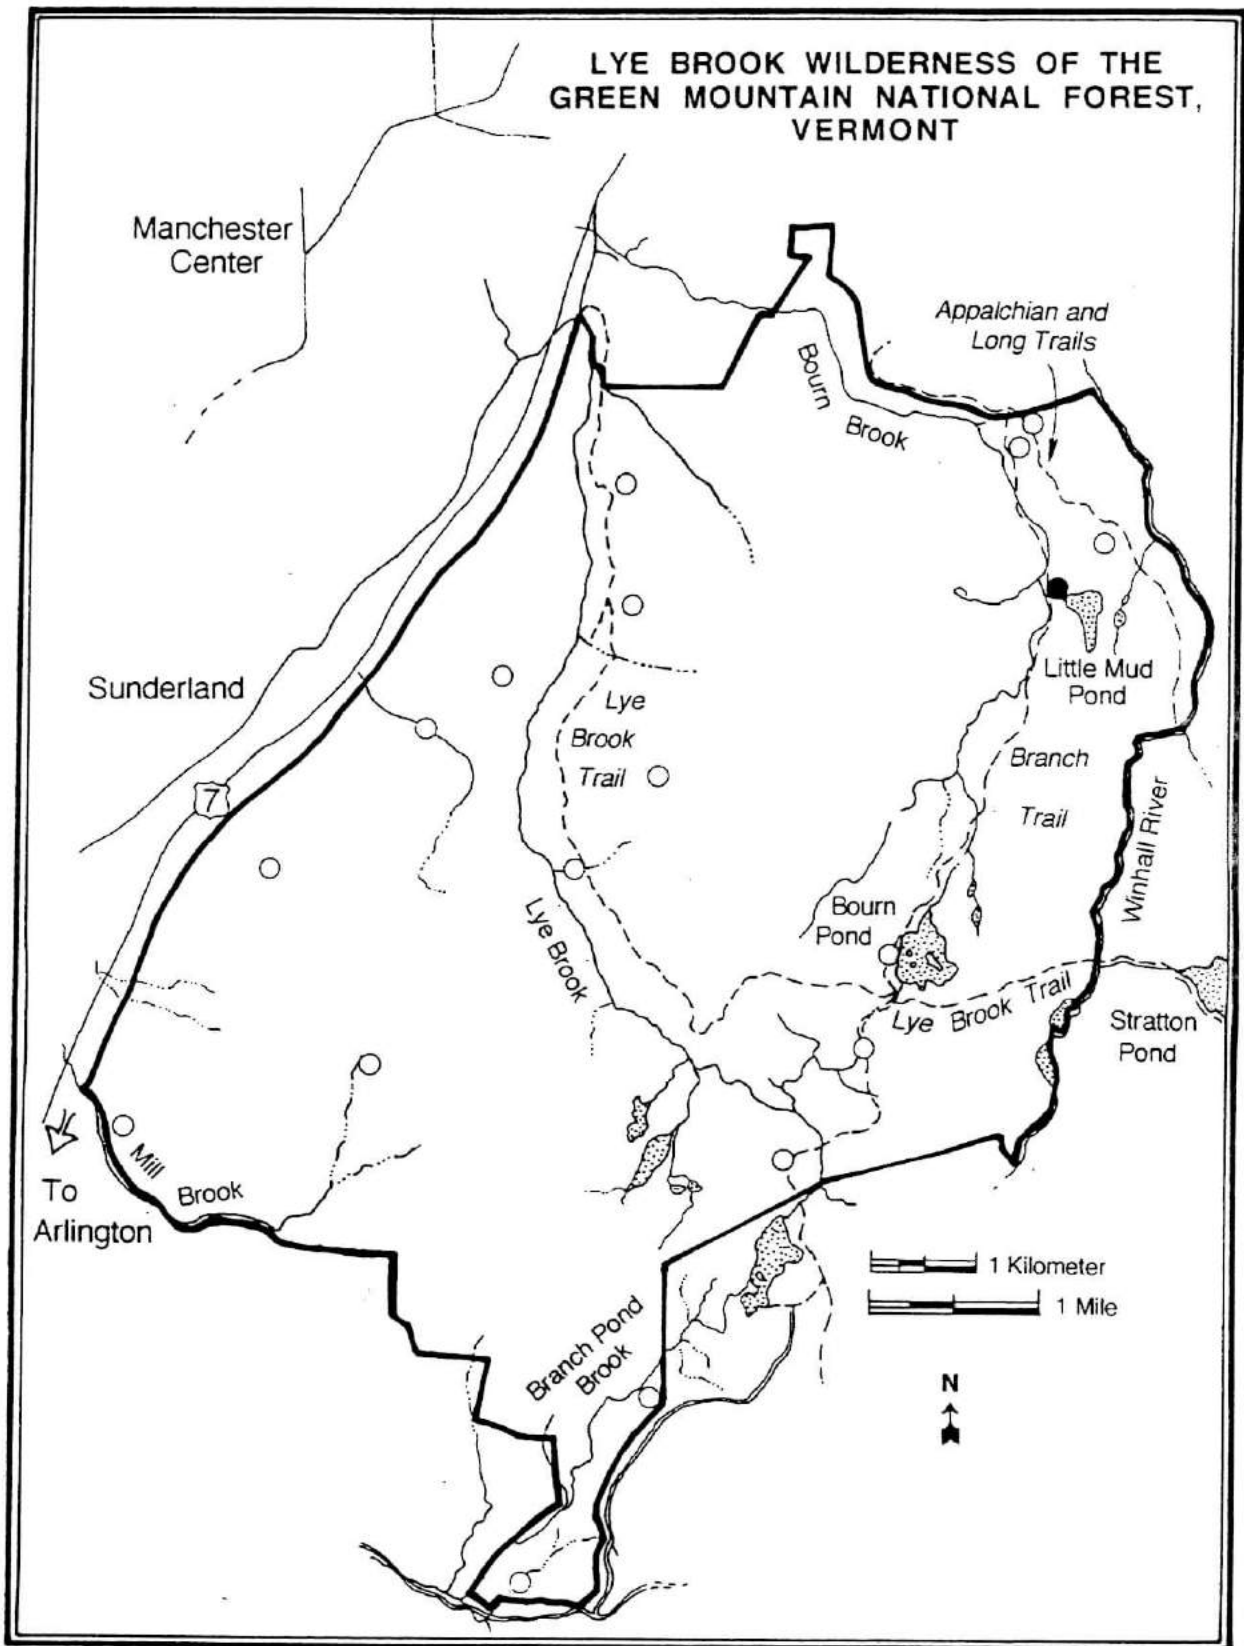 LYE BROOK WILDERNESS OF THE
GREEN MOUNTAIN NATIONAL FOREST,
VERMONT
Manchester
Center
Appalchian and
Long Trails
Bourn
Brook
Sunderland
Lye
Brook
Trail
Little Mud
Pond
Branch
Trail
7
Winhall River
Bourn
Pond
Lye Brook
Lye Brook Trail
Stratton
Pond
Mill
Brook
To
Arlington
1 Kilometer
1 Mile
Branch Pond
Brook
N